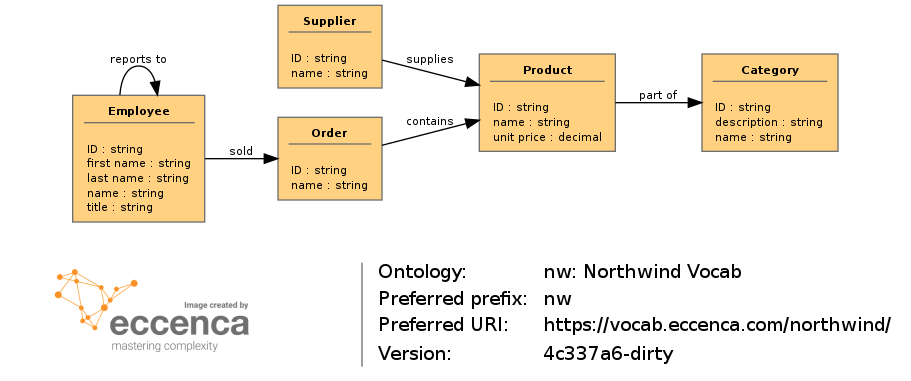 Supplier
ID : string
name : string
reports to
supplies
Product
ID : string
name : string
unit price : decimal
part of
Category
ID : string
description : string
name : string
Employee
ID : string
first name : string
last name : string
name : string
title : string
sold
Order
ID : string
name : string
contains
Image created by
eccenca
mastering complexity
Ontology: nw: Northwind Vocab
Preferred prefix: nw
Preferred URI: https://vocab.eccenca.com/northwind/
Version: 4c337a6-dirty